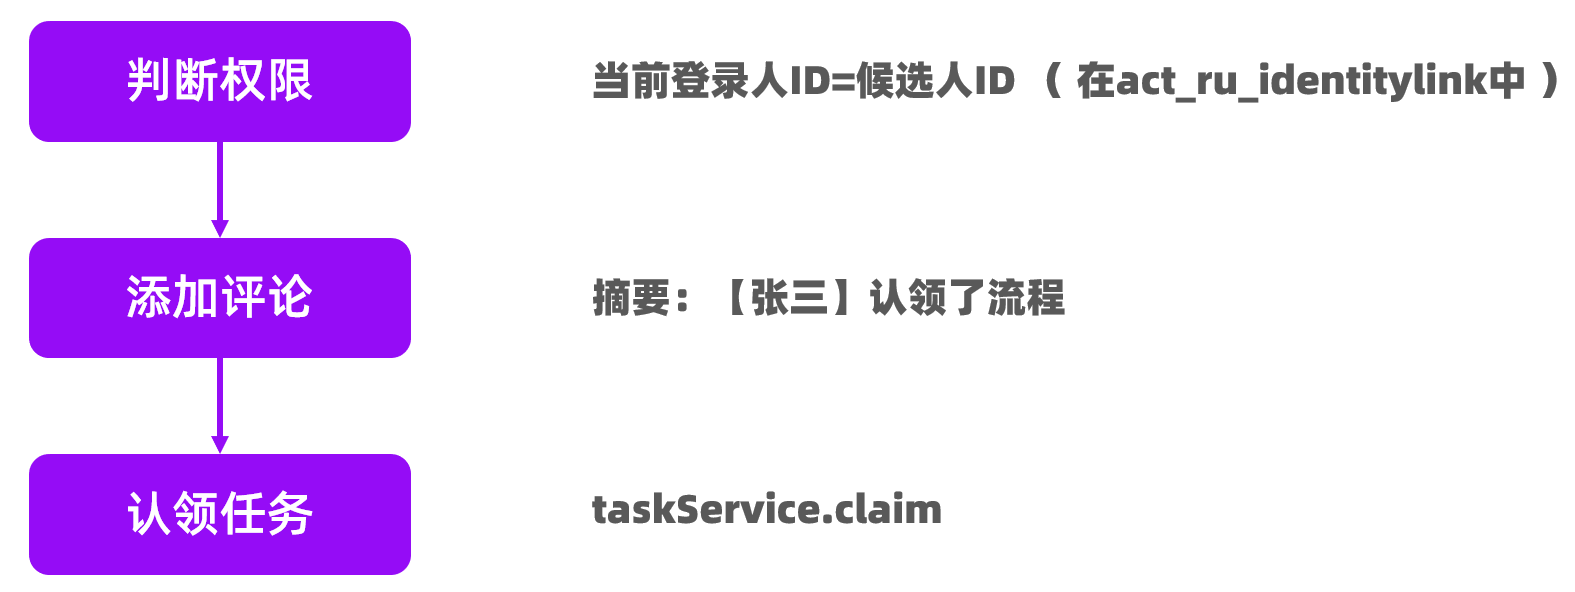 判断权限
当前登录人ID=候选人ID （ 在act_ru_identitylink中 ）
添加评论
摘要：【张三】认领了流程
认领任务
taskService.claim